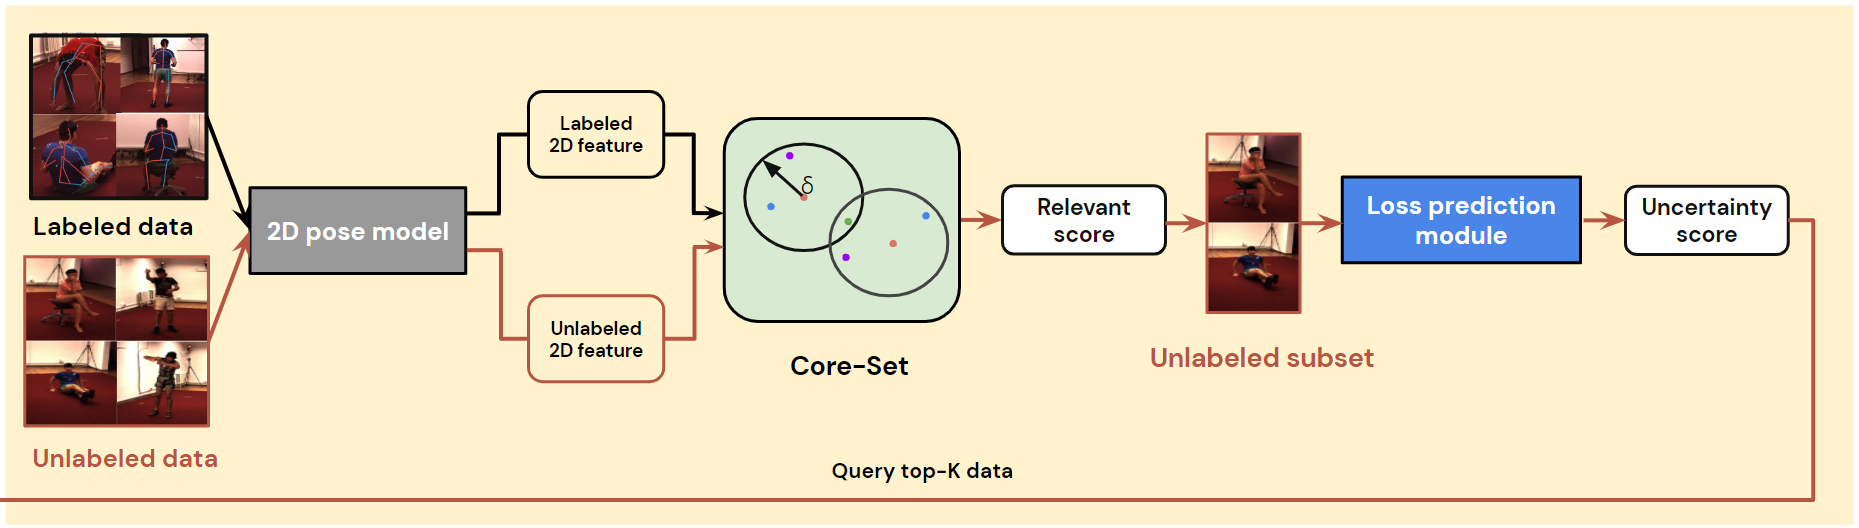 Labeled data
Unlabeled data
2D pose model
Labeled
2D feature
Unlabeled
2D feature
δ
Core-Set
Relevant
score
Unlabeled subset
Loss prediction
module
Uncertainty
score
Query top-K data